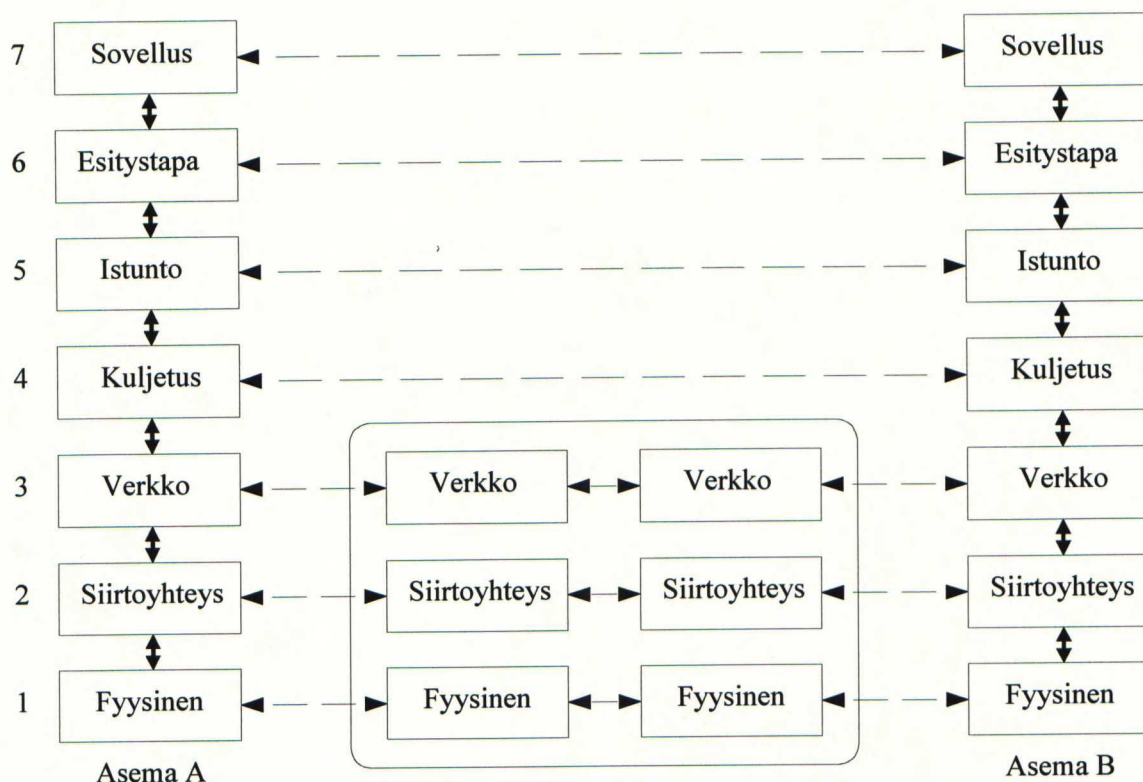 7 Sovellus Sovellus
6 Esitystapa Esitystapa
5 Istunto Istunto
4 Kuljetus Kuljetus
3 Verkko Verkko Verkko Verkko
2 Siirtoyhteys Siirtoyhteys Siirtoyhteys Siirtoyhteys
1 Fyysinen Fyysinen Fyysinen Fyysinen
Asema A Asema B